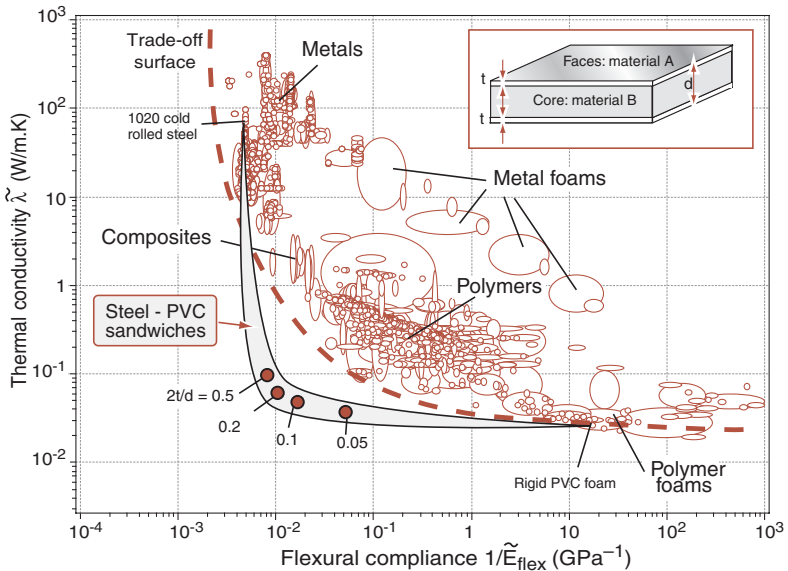 10³
10²
10
1
10⁻¹
10⁻²
Thermal conductivity λ̃ (W/m.K)
Trade-off
surface
Metals
1020 cold
rolled steel
Faces: material A
Core: material B
t
t
d
Metal foams
Composites
Polymers
Steel - PVC
sandwiches
2t/d = 0.5
0.2
0.1
0.05
Rigid PVC foam
Polymer
foams
10⁻⁴
10⁻³
10⁻²
10⁻¹
1
10
10²
10³
Flexural compliance 1/Ẽflex (GPa⁻¹)